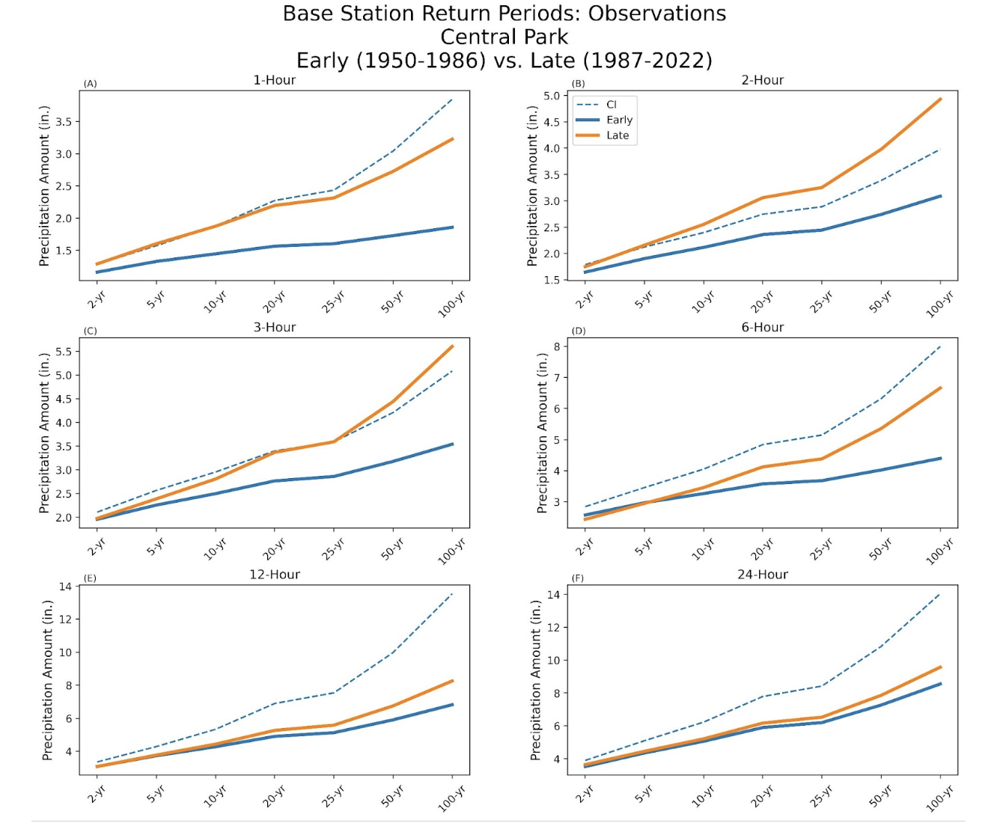 Base Station Return Periods: Observations
Central Park
Early (1950-1986) vs. Late (1987-2022)
(A)
1-Hour
Precipitation Amount (in.)
3.5
3.0
2.5
2.0
1.5
2-yr
5-yr
10-yr
20-yr
25-yr
50-yr
100-yr
(B)
2-Hour
CI
Early
Late
Precipitation Amount (in.)
5.0
4.5
4.0
3.5
3.0
2.5
2.0
1.5
2-yr
5-yr
10-yr
20-yr
25-yr
50-yr
100-yr
(C)
3-Hour
Precipitation Amount (in.)
5.5
5.0
4.5
4.0
3.5
3.0
2.5
2.0
2-yr
5-yr
10-yr
20-yr
25-yr
50-yr
100-yr
(D)
6-Hour
Precipitation Amount (in.)
8
7
6
5
4
3
2-yr
5-yr
10-yr
20-yr
25-yr
50-yr
100-yr
(E)
12-Hour
Precipitation Amount (in.)
14
12
10
8
6
4
2-yr
5-yr
10-yr
20-yr
25-yr
50-yr
100-yr
(F)
24-Hour
Precipitation Amount (in.)
14
12
10
8
6
4
2-yr
5-yr
10-yr
20-yr
25-yr
50-yr
100-yr